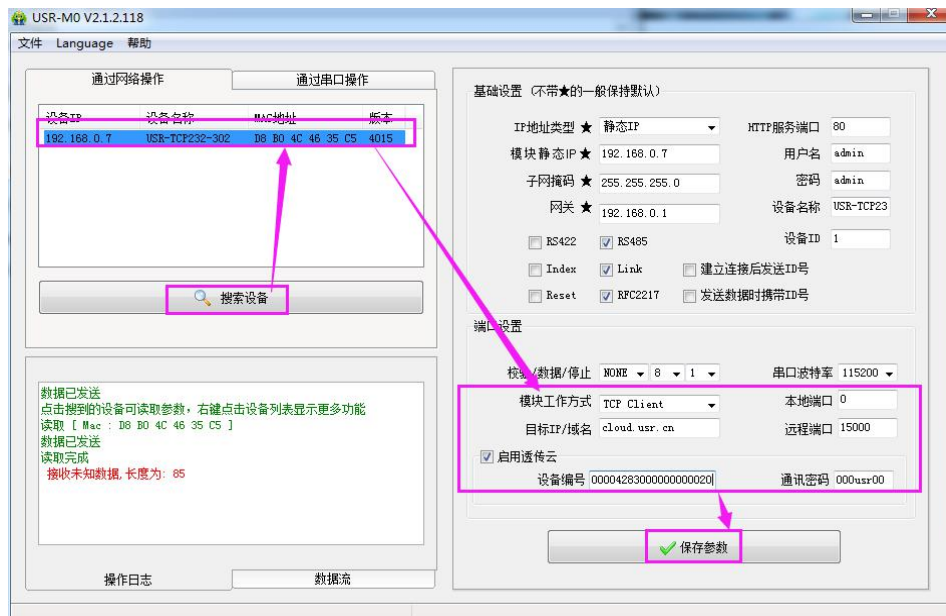 USR-M0 V2.1.2.118
文件 Language 帮助
通过网络操作 通过串口操作
设备IP 设备名称 MAC地址 版本
192.168.0.7 USR-TCP232-302 D8 B0 4C 46 35 C5 4015
搜索设备
数据已发送
点击搜到的设备可读取参数，右键点击设备列表显示更多功能
读取 [ Mac : D8 B0 4C 46 35 C5 ]
数据已发送
读取完成
接收未知数据,长度为: 85
操作日志 数据流
基础设置 (不带★的一般保持默认)
IP地址类型 ★ 静态IP HTTP服务端口 80
模块静态IP ★ 192.168.0.7 用户名 admin
子网掩码 ★ 255.255.255.0 密码 admin
网关 ★ 192.168.0.1 设备名称 USR-TCP23
RS422 RS485 设备ID 1
Index Link 建立连接后发送ID号
Reset RFC2217 发送数据时携带ID号
端口设置
校验/数据/停止 NONE 8 1 串口波特率 115200
模块工作方式 TCP Client 本地端口 0
目标IP/域名 cloud.usr.cn 远程端口 15000
启用透传云
设备编号 00004283000000000020 通讯密码 000usr00
保存参数